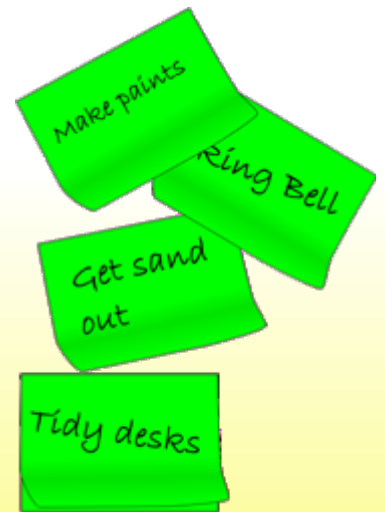 Make paints
Ring Bell
Get sand
out
Tidy desks